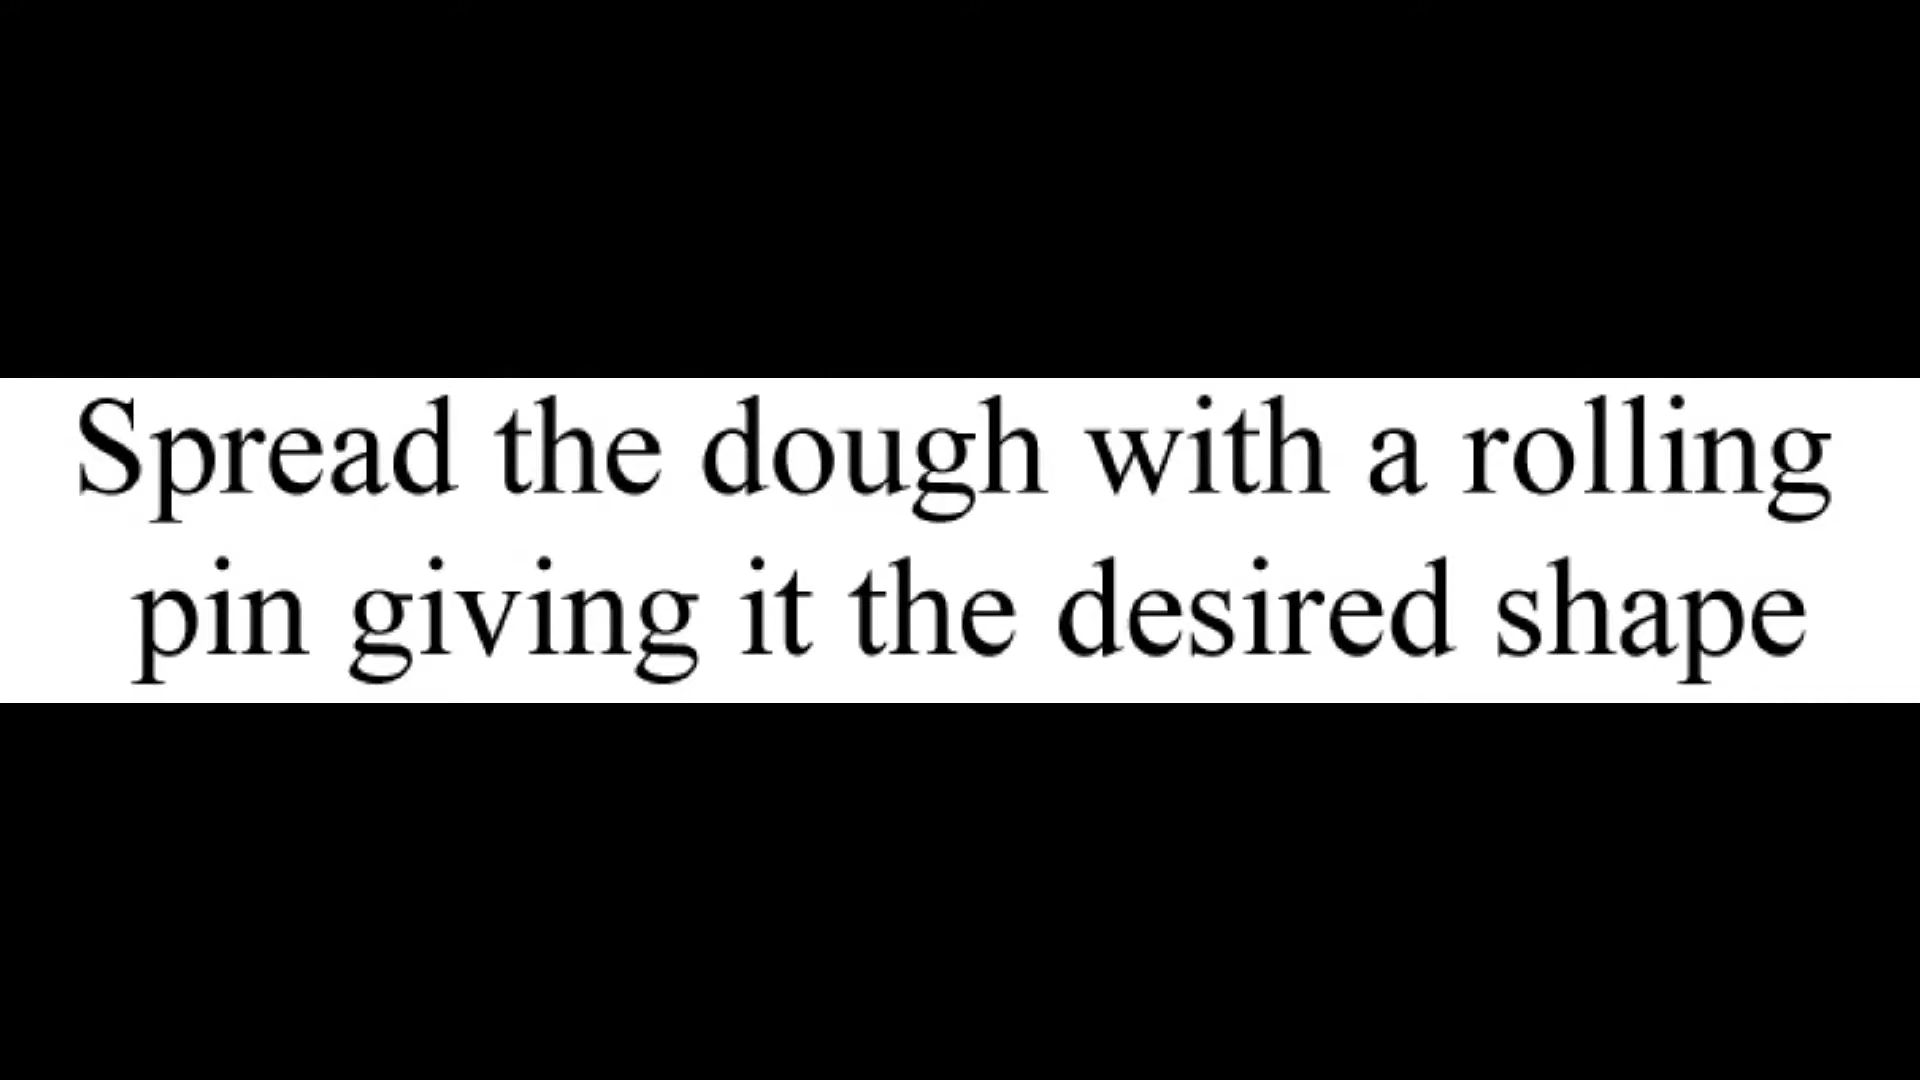 Spread the dough with a rolling
pin giving it the desired shape